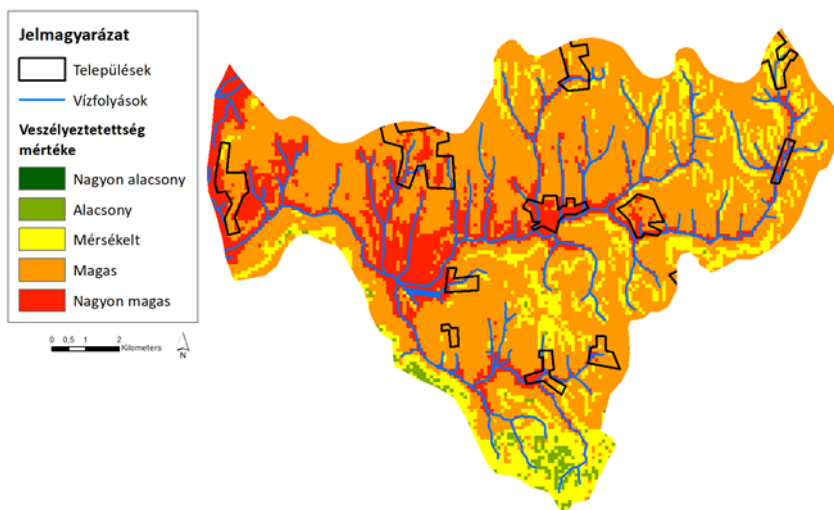 Jelmagyarázat
Települések
Vízfolyások
Veszélyeztetettség
mértéke
Nagyon alacsony
Alacsony
Mérsékelt
Magas
Nagyon magas
0 0,5 1 2
Kilometers
N